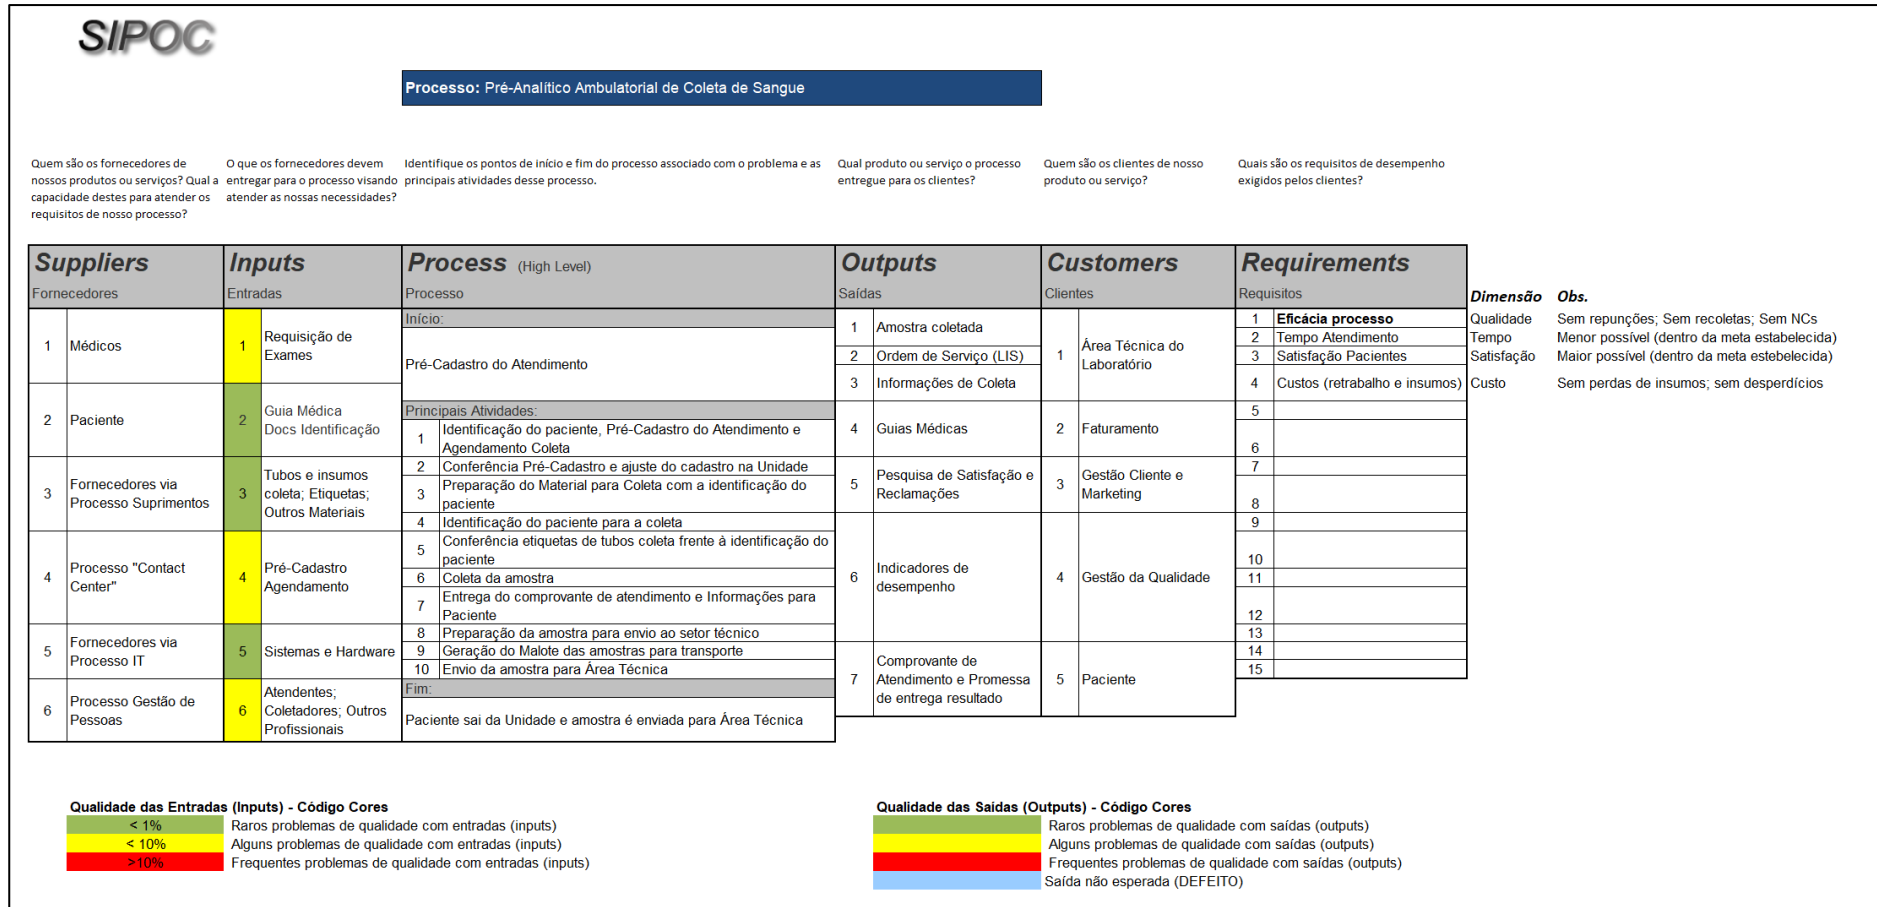 SIPOC
Processo: Pré-Analítico Ambulatorial de Coleta de Sangue
Quem são os fornecedores de
nossos produtos ou serviços? Qual a
capacidade destes para atender os
requisitos de nosso processo?
O que os fornecedores devem
entregar para o processo visando
atender as nossas necessidades?
Identifique os pontos de início e fim do processo associado com o problema e as
principais atividades desse processo.
Qual produto ou serviço o processo
entregue para os clientes?
Quem são os clientes de nosso
produto ou serviço?
Quais são os requisitos de desempenho
exigidos pelos clientes?
Suppliers
Fornecedores
1 Médicos
2 Paciente
3 Fornecedores via
Processo Suprimentos
4 Processo "Contact
Center"
5 Fornecedores via
Processo IT
6 Processo Gestão de
Pessoas
Inputs
Entradas
1 Requisição de
Exames
2 Guia Médica
Docs Identificação
3 Tubos e insumos
coleta; Etiquetas;
Outros Materiais
4 Pré-Cadastro
Agendamento
5 Sistemas e Hardware
6 Atendentes;
Coletadores; Outros
Profissionais
Process (High Level)
Processo
Início:
Pré-Cadastro do Atendimento
Principais Atividades:
1 Identificação do paciente, Pré-Cadastro do Atendimento e
Agendamento Coleta
2 Conferência Pré-Cadastro e ajuste do cadastro na Unidade
3 Preparação do Material para Coleta com a identificação do
paciente
4 Identificação do paciente para a coleta
5 Conferência etiquetas de tubos coleta frente à identificação do
paciente
6 Coleta da amostra
7 Entrega do comprovante de atendimento e Informações para
Paciente
8 Preparação da amostra para envio ao setor técnico
9 Geração do Malote das amostras para transporte
10 Envio da amostra para Área Técnica
Fim:
Paciente sai da Unidade e amostra é enviada para Área Técnica
Outputs
Saídas
1 Amostra coletada
2 Ordem de Serviço (LIS)
3 Informações de Coleta
4 Guias Médicas
5 Pesquisa de Satisfação e
Reclamações
6 Indicadores de
desempenho
7 Comprovante de
Atendimento e Promessa
de entrega resultado
Customers
Clientes
1 Área Técnica do
Laboratório
2 Faturamento
3 Gestão Cliente e
Marketing
4 Gestão da Qualidade
5 Paciente
Requirements
Requisitos
Dimensão Obs.
1 Eficácia processo Qualidade Sem repunções; Sem recoletas; Sem NCs
2 Tempo Atendimento Tempo Menor possível (dentro da meta estabelecida)
3 Satisfação Pacientes Satisfação Maior possível (dentro da meta estebelecida)
4 Custos (retrabalho e insumos) Custo Sem perdas de insumos; sem desperdícios
5
6
7
8
9
10
11
12
13
14
15
Qualidade das Entradas (Inputs) - Código Cores
< 1% Raros problemas de qualidade com entradas (inputs)
< 10% Alguns problemas de qualidade com entradas (inputs)
>10% Frequentes problemas de qualidade com entradas (inputs)
Qualidade das Saídas (Outputs) - Código Cores
Raros problemas de qualidade com saídas (outputs)
Alguns problemas de qualidade com saídas (outputs)
Frequentes problemas de qualidade com saídas (outputs)
Saída não esperada (DEFEITO)